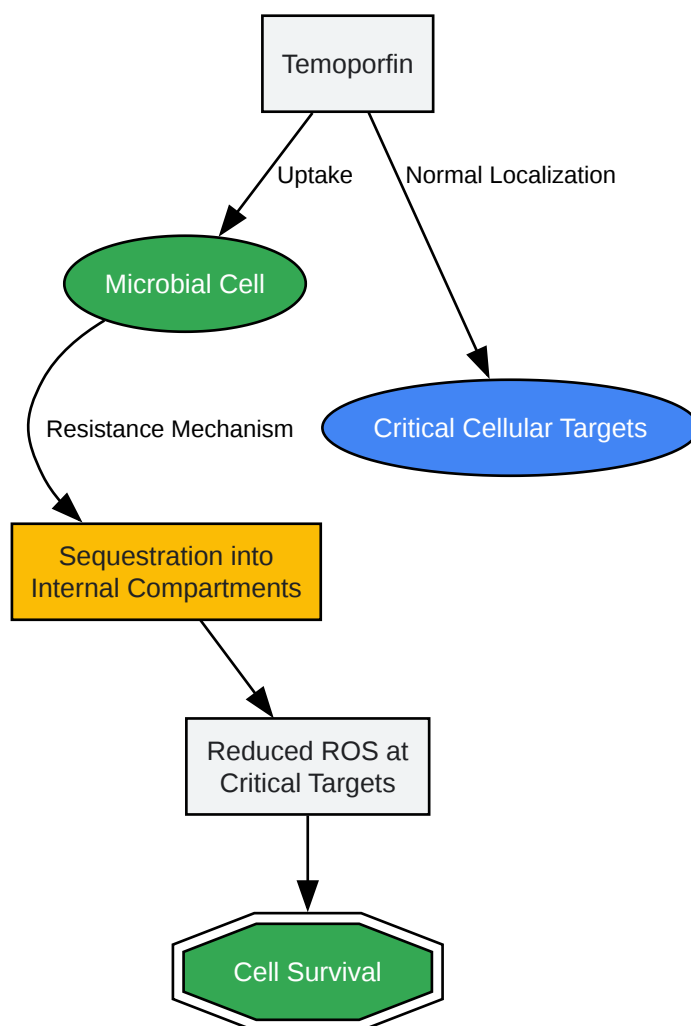 Temoporfin
Uptake
Normal Localization
Microbial Cell
Resistance Mechanism
Critical Cellular Targets
Sequestration into
Internal Compartments
Reduced ROS at
Critical Targets
Cell Survival